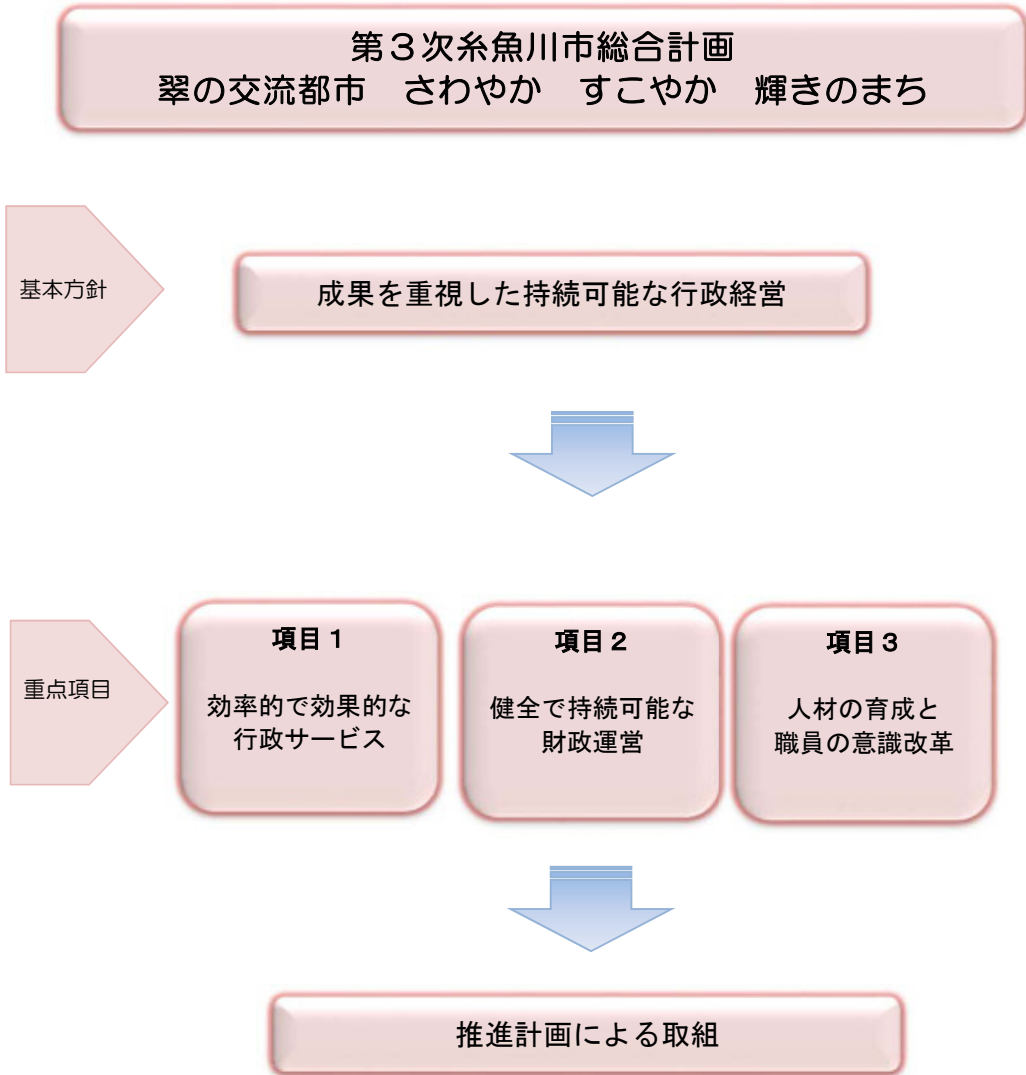 第３次糸魚川市総合計画
翠の交流都市　さわやか　すこやか　輝きのまち
基本方針
成果を重視した持続可能な行政経営
重点項目
項目１
効率的で効果的な
行政サービス
項目２
健全で持続可能な
財政運営
項目３
人材の育成と
職員の意識改革
推進計画による取組